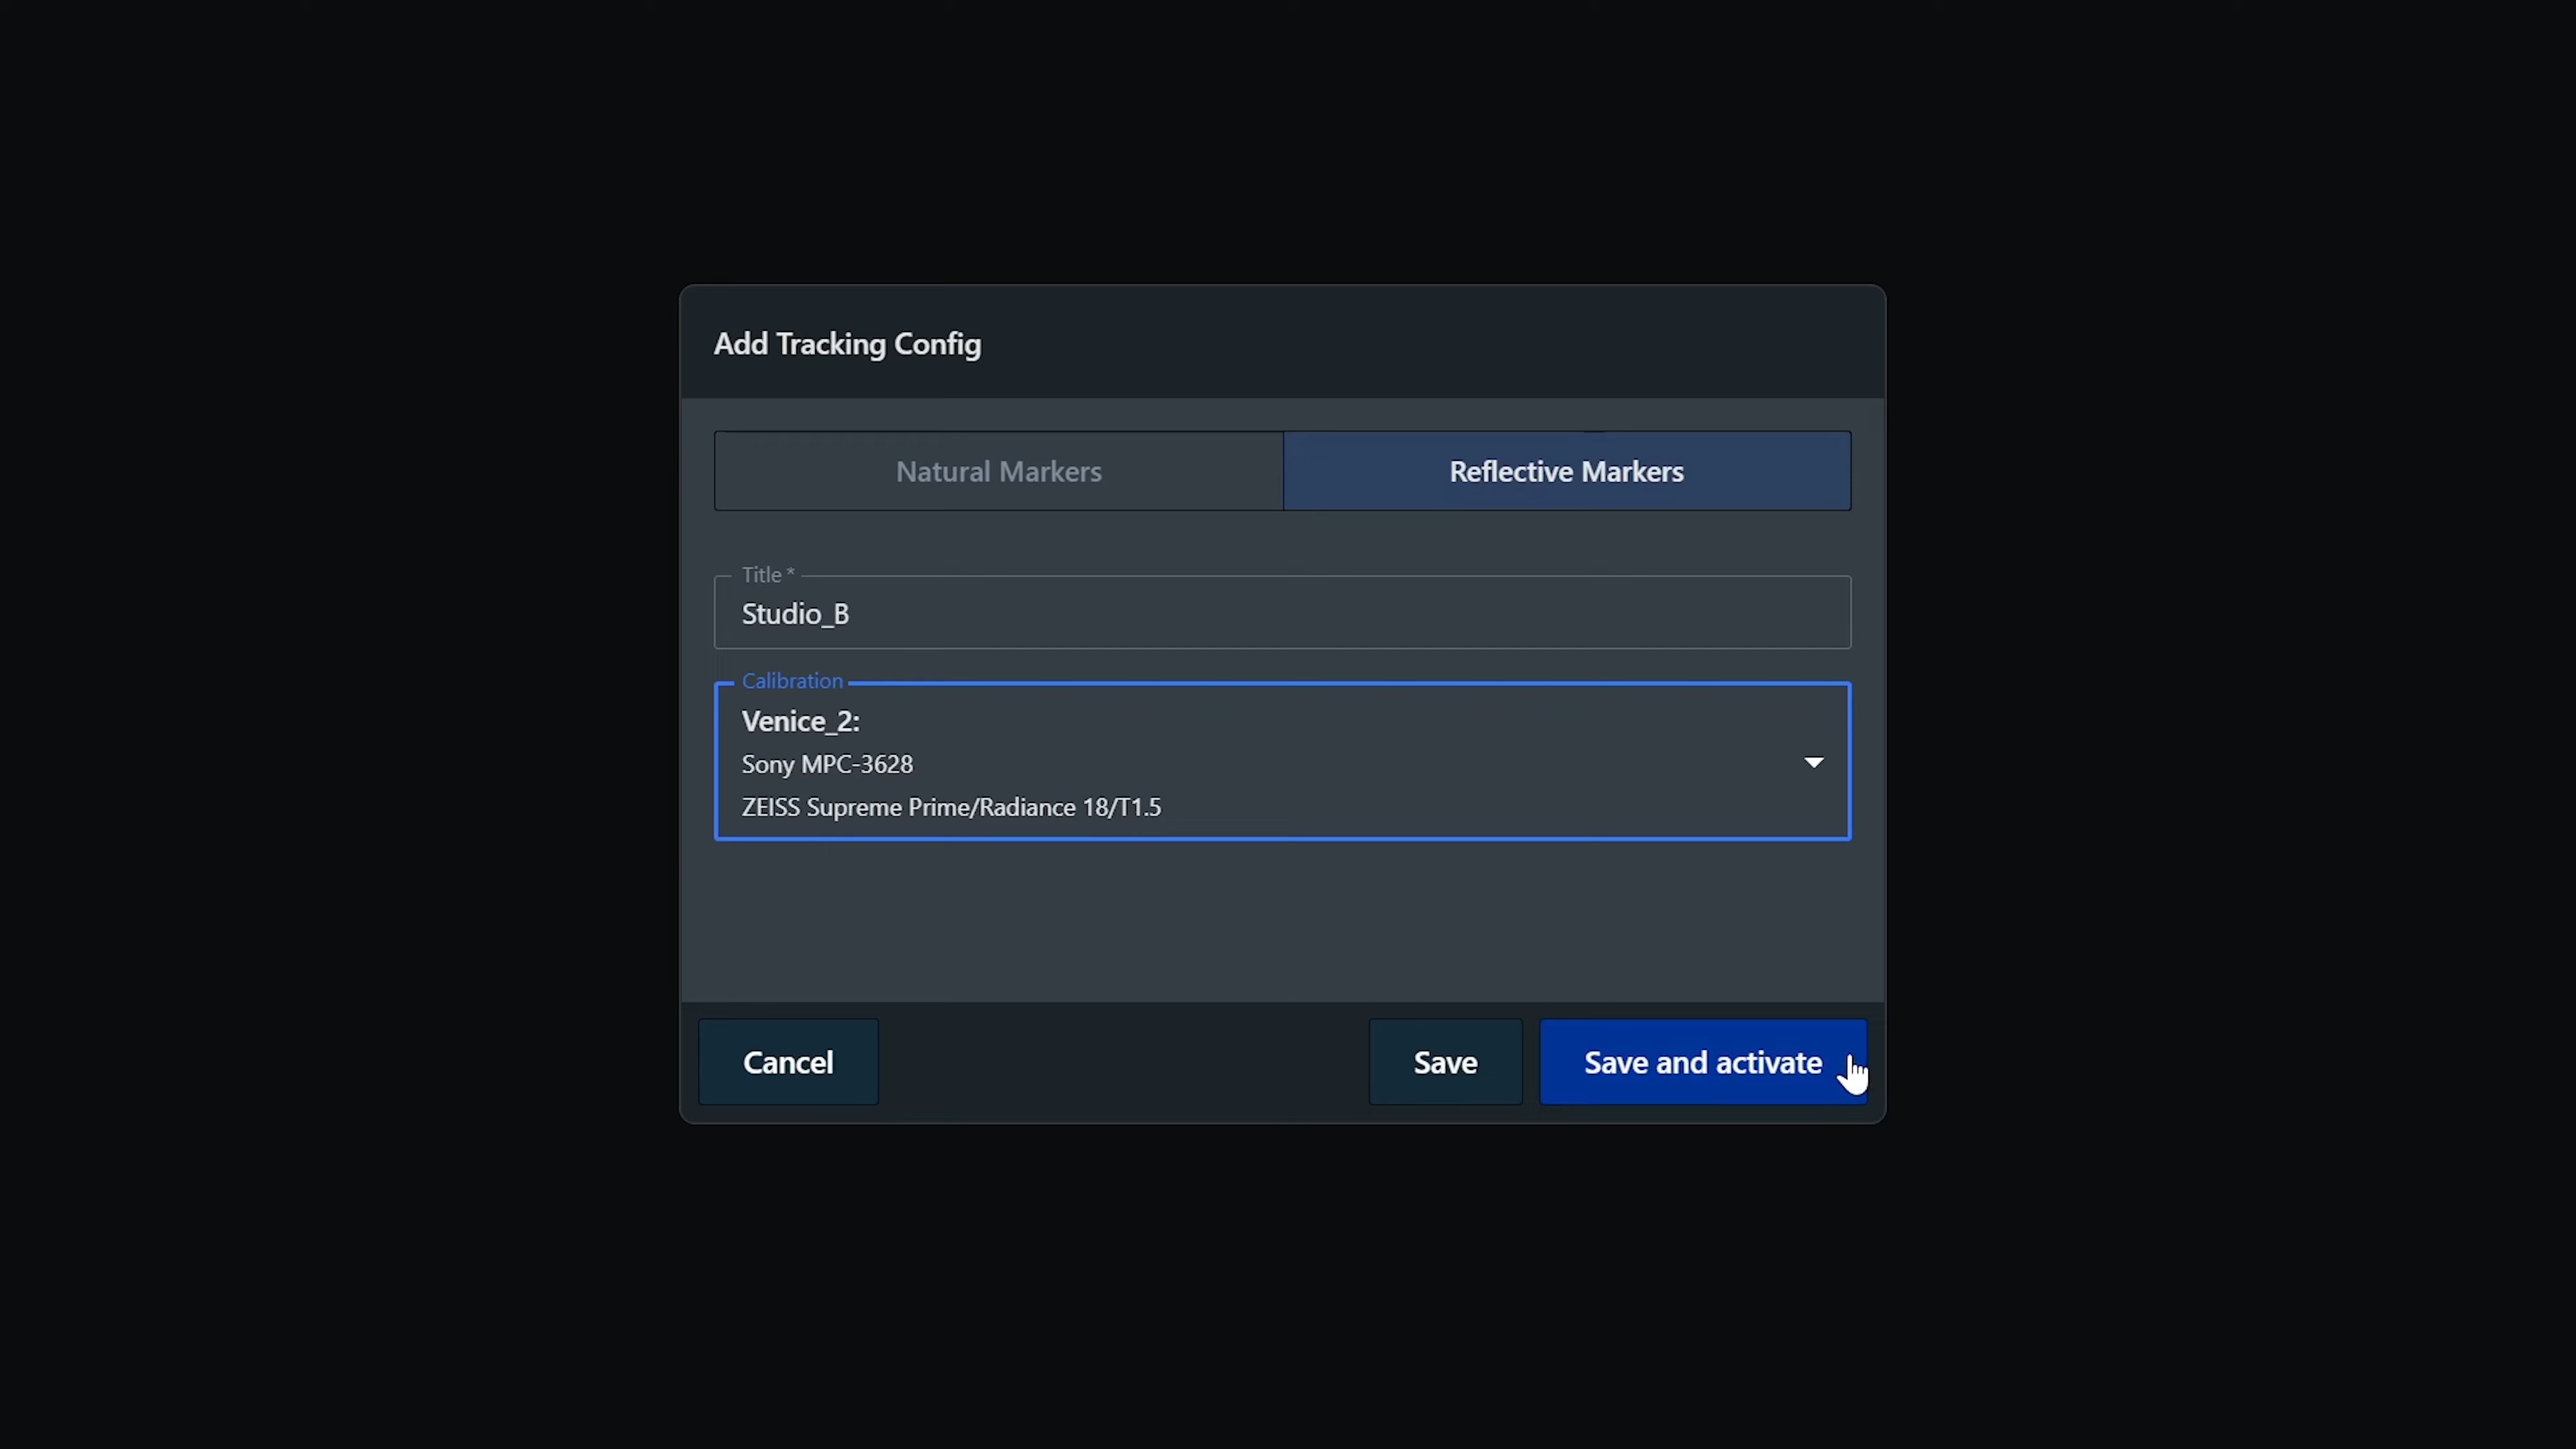 Add Tracking Config
Natural Markers
Reflective Markers
Title *
Studio_B
Calibration
Venice_2:
Sony MPC-3628
ZEISS Supreme Prime/Radiance 18/T1.5
Cancel
Save
Save and activate